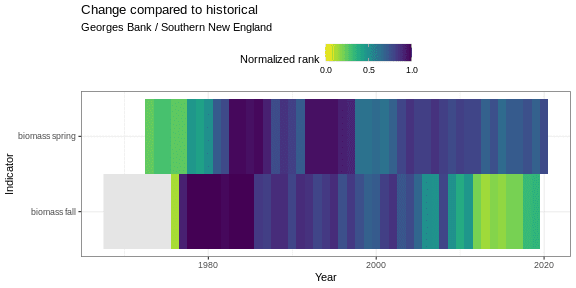 Change compared to historical
Georges Bank / Southern New England
Normalized rank
0.0 0.5 1.0
Indicator
biomass spring
biomass fall
1980 2000 2020
Year